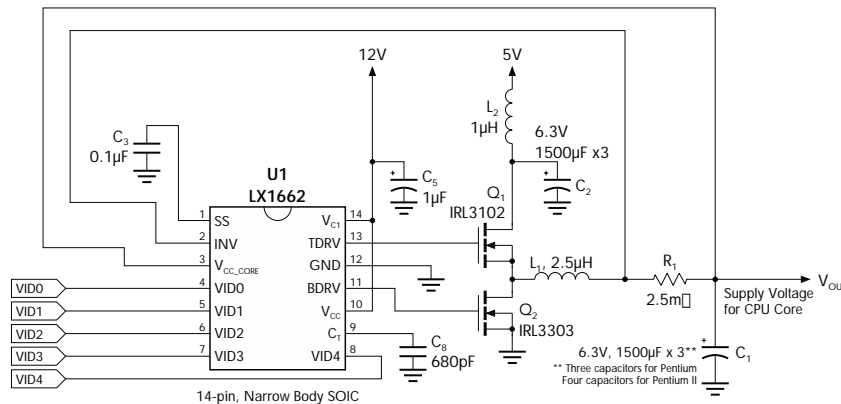 12V
5V
L2
1µH
6.3V
1500µF x3
C3
0.1µF
U1
LX1662
C5
1µF
Q1
IRL3102
C2
1 SS
VC1 14
2 INV
TDRV 13
3 VCC_CORE
GND 12
L1, 2.5µH
R1
2.5m□
VOU
Supply Voltage
for CPU Core
VID0
4 VID0
BDRV 11
VID1
5 VID1
VCC 10
Q2
IRL3303
VID2
6 VID2
CT 9
C8
680pF
VID3
7 VID3
VID4 8
VID4
6.3V, 1500µF x 3**
C1
** Three capacitors for Pentium
Four capacitors for Pentium II
14-pin, Narrow Body SOIC